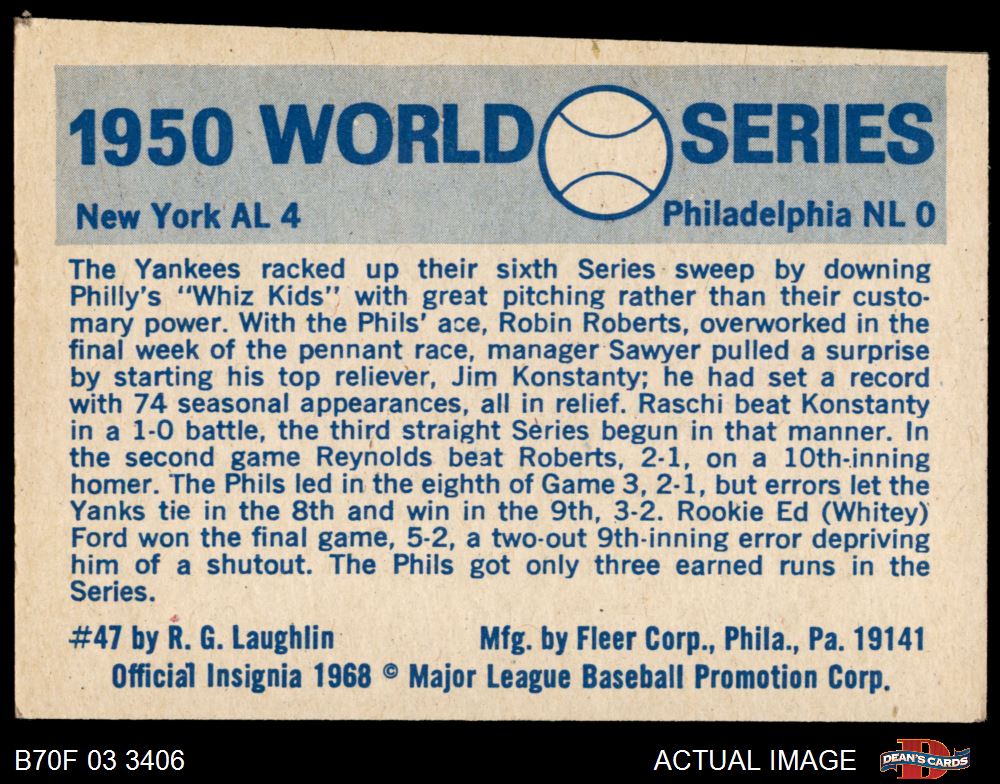 1950 WORLD SERIES
New York AL 4
Philadelphia NL 0
The Yankees racked up their sixth Series sweep by downing
Philly's "Whiz Kids" with great pitching rather than their custo-
mary power. With the Phils' ace, Robin Roberts, overworked in the
final week of the pennant race, manager Sawyer pulled a surprise
by starting his top reliever, Jim Konstanty; he had set a record
with 74 seasonal appearances, all in relief. Raschi beat Konstanty
in a 1-0 battle, the third straight Series begun in that manner. In
the second game Reynolds beat Roberts, 2-1, on a 10th-inning
homer. The Phils led in the eighth of Game 3, 2-1, but errors let the
Yanks tie in the 8th and win in the 9th, 3-2. Rookie Ed (Whitey)
Ford won the final game, 5-2, a two-out 9th-inning error depriving
him of a shutout. The Phils got only three earned runs in the
Series.
#47 by R. G. Laughlin
Mfg. by Fleer Corp., Phila., Pa. 19141
Official Insignia 1968 © Major League Baseball Promotion Corp.
B70F 03 3406
ACTUAL IMAGE
D
DEAN'S CARDS